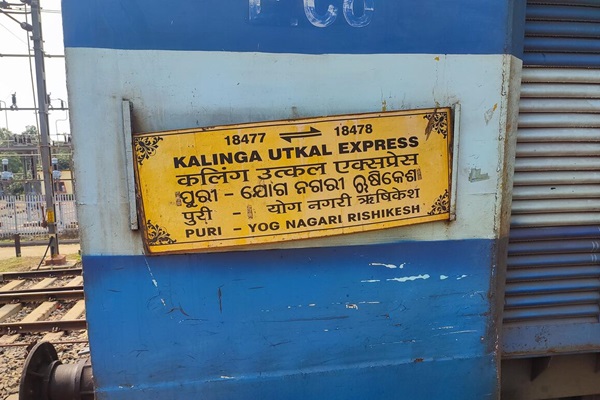 18477 ⇌ 18478
KALINGA UTKAL EXPRESS
कलिंग उत्कल एक्सप्रेस
ପୁରୀ - ଯୋଗ ନଗରୀ ଋଷିକେଶ
पुरी - योग नगरी ऋषिकेश
PURI - YOG NAGARI RISHIKESH